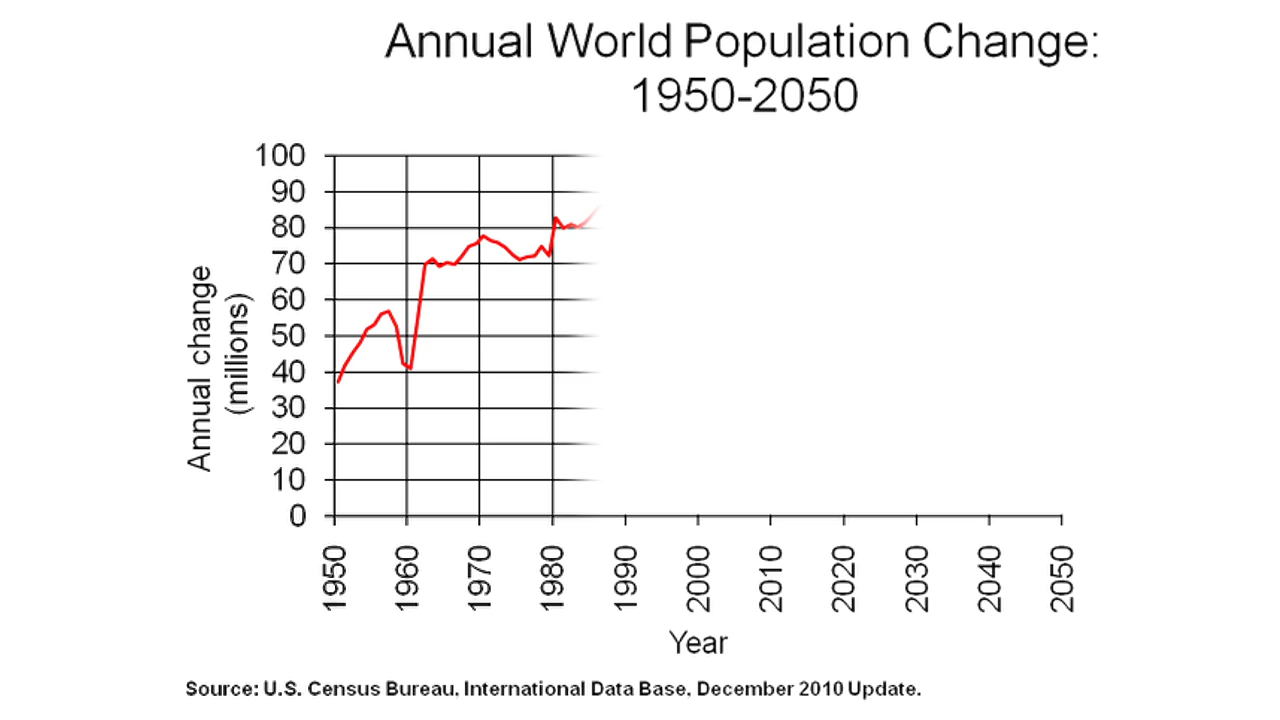 Annual World Population Change:
1950-2050
100
90
80
70
60
50
40
30
20
10
0
Annual change
(millions)
1950 1960 1970 1980 1990 2000 2010 2020 2030 2040 2050
Year
Source: U.S. Census Bureau, International Data Base, December 2010 Update.